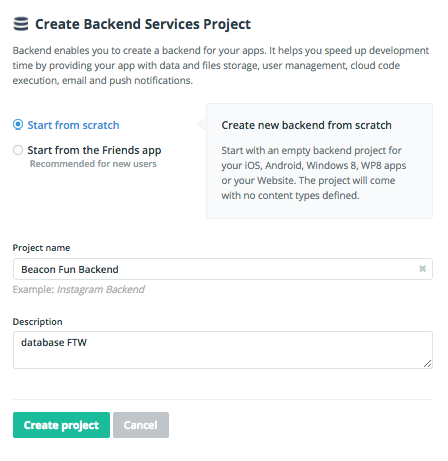 Create Backend Services Project
Backend enables you to create a backend for your apps. It helps you speed up development
time by providing your app with data and files storage, user management, cloud code
execution, email and push notifications.
Start from scratch
Start from the Friends app
Recommended for new users
Create new backend from scratch
Start with an empty backend project for
your iOS, Android, Windows 8, WP8 apps
or your Website. The project will come
with no content types defined.
Project name
Beacon Fun Backend
Example: Instagram Backend
Description
database FTW
Create project
Cancel